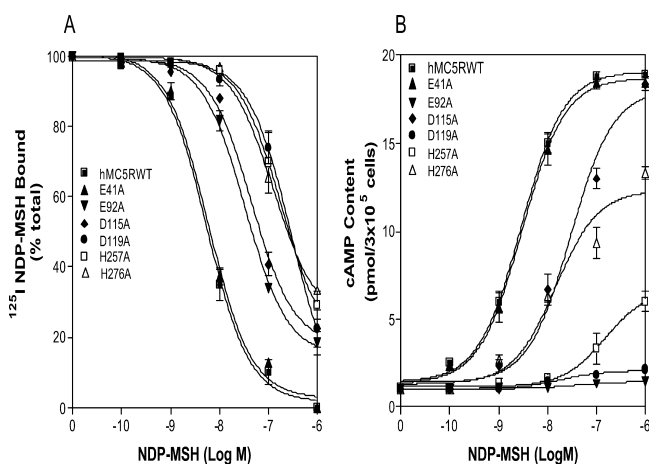 A
100
80
60
40
20
0
hMC5RWT
E41A
E92A
D115A
D119A
H257A
H276A
125I NDP-MSH Bound
(% total)
0 -10 -9 -8 -7 -6
NDP-MSH (Log M)
B
20
15
10
5
0
hMC5RWT
E41A
E92A
D115A
D119A
H257A
H276A
cAMP Content
(pmol/3x10^5 cells)
0 -10 -9 -8 -7 -6
NDP-MSH (LogM)